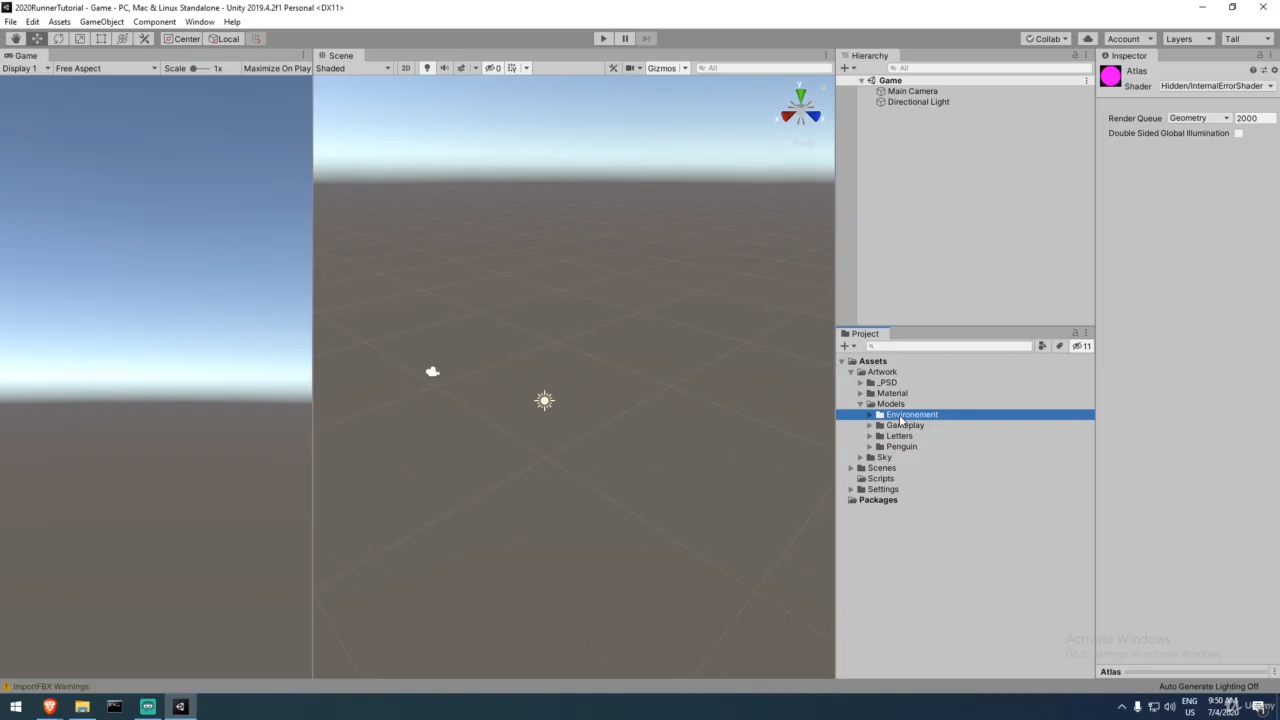 2020RunnerTutorial - Game - PC, Mac & Linux Standalone - Unity 2019.4.2f1 Personal <DX11>
File Edit Assets GameObject Component Window Help
Center Local Collab Account Layers Tall
Game Scene Hierarchy Inspector
Display 1 Free Aspect Scale 1x Maximize On Play Shaded 2D 0 Gizmos All All
Atlas
Shader Hidden/InternalErrorShader
Game
Main Camera
Directional Light
Render Queue Geometry 2000
Double Sided Global Illumination
y
Project
11
Assets
Artwork
_PSD
Material
Models
Environement
Gameplay
Letters
Penguin
Sky
Scenes
Scripts
Settings
Packages
Activate Windows
Go to Settings to activate Windows.
Atlas
ImportFBX Warnings:
Auto Generate Lighting Off
ENG
US
9:50 AM
7/4/2020
Udemy